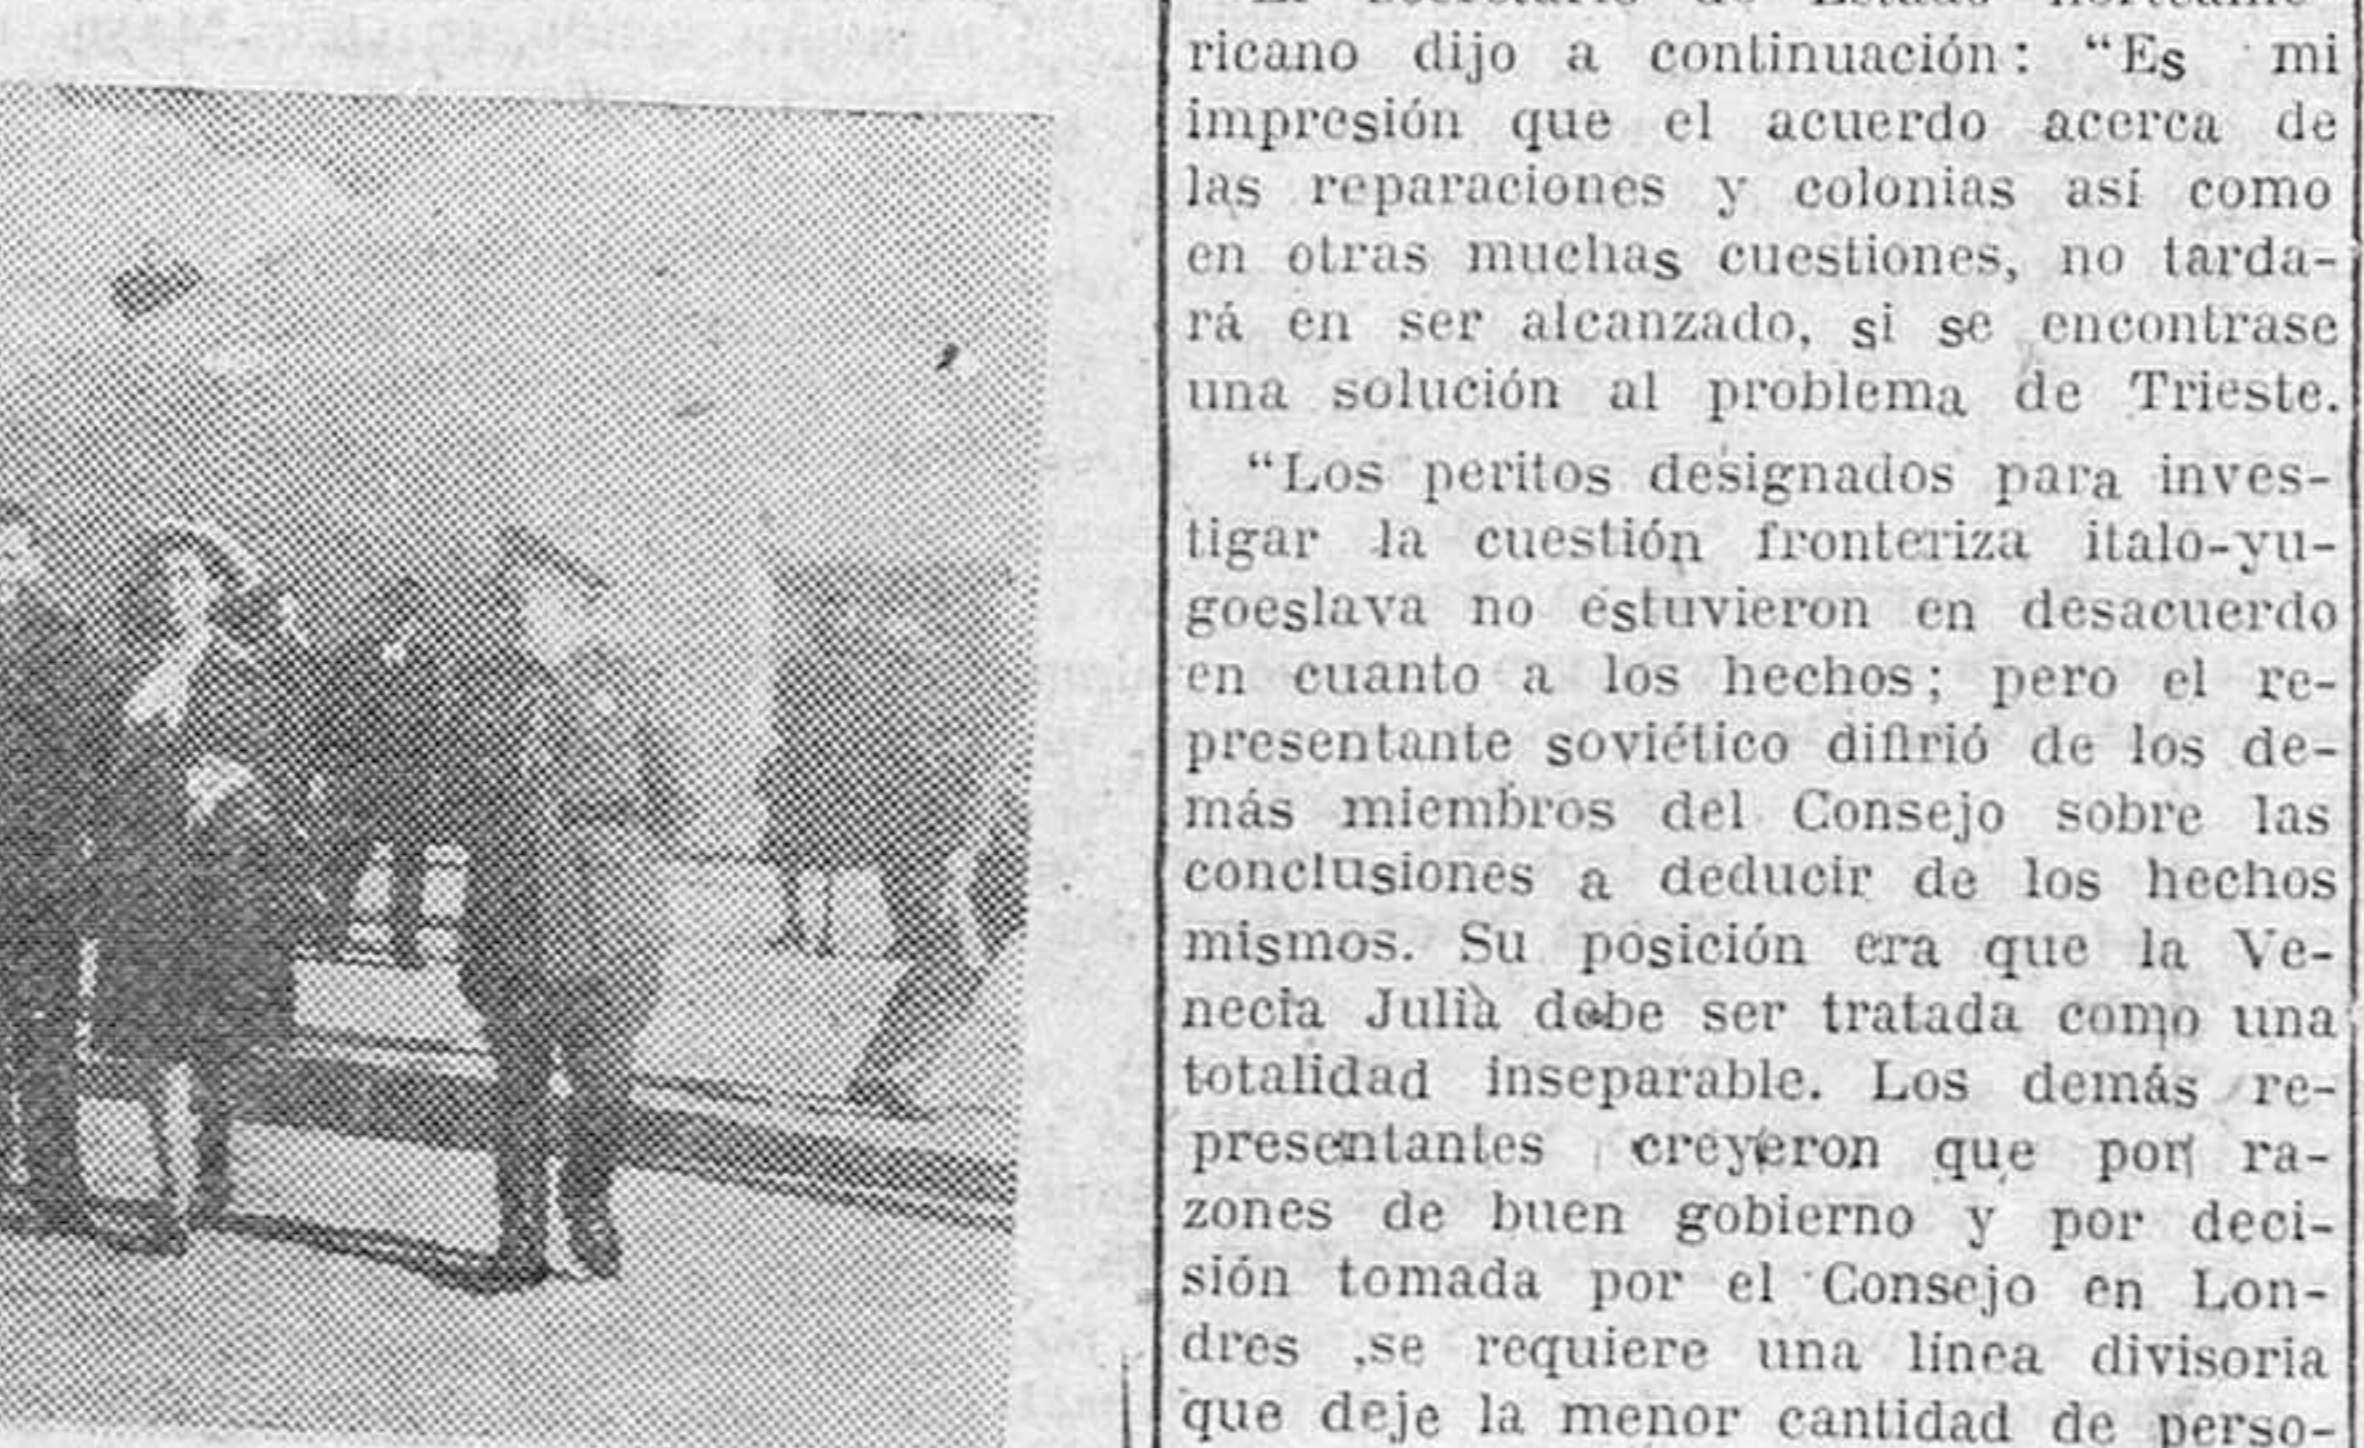 ricano dijo a continuación: "Es mi
impresión que el acuerdo acerca de
las reparaciones y colonias así como
en otras muchas cuestiones, no tarda-
rá en ser alcanzado, si se encontrase
una solución al problema de Trieste.
"Los peritos designados para inves-
tigar la cuestión fronteriza italo-yu-
goeslava no estuvieron en desacuerdo
en cuanto a los hechos; pero el re-
presentante soviético difirió de los de-
más miembros del Consejo sobre las
conclusiones a deducir de los hechos
mismos. Su posición era que la Ve-
necia Julia debe ser tratada como una
totalidad inseparable. Los demás re-
presentantes creyeron que por ra-
zones de buen gobierno y por deci-
sión tomada por el Consejo en Lon-
dres ,se requiere una línea divisoria
que deje la menor cantidad de perso-